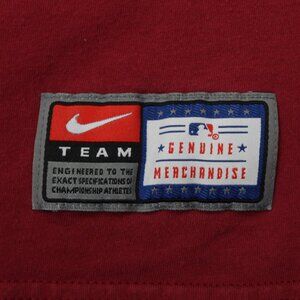 TEAM
ENGINEERED TO THE
EXACT SPECIFICATIONS OF
CHAMPIONSHIP ATHLETES
GENUINE
MERCHANDISE